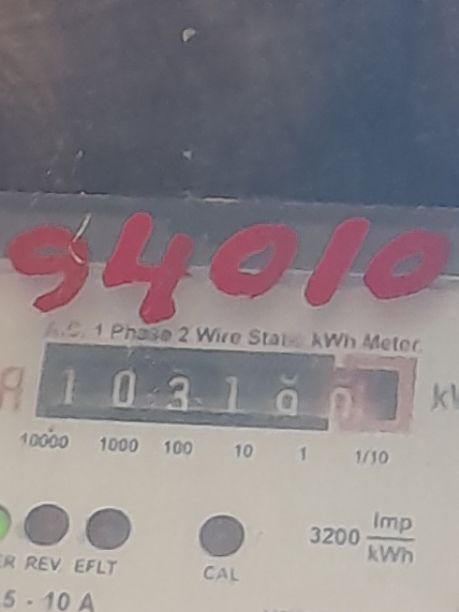 94010
A.C. 1 Phase 2 Wire Static kWh Meter
1 0 3 1
10000 1000 100 10 1 1/10
REV EFLT
CAL
3200 Imp/kWh
5 - 10 A